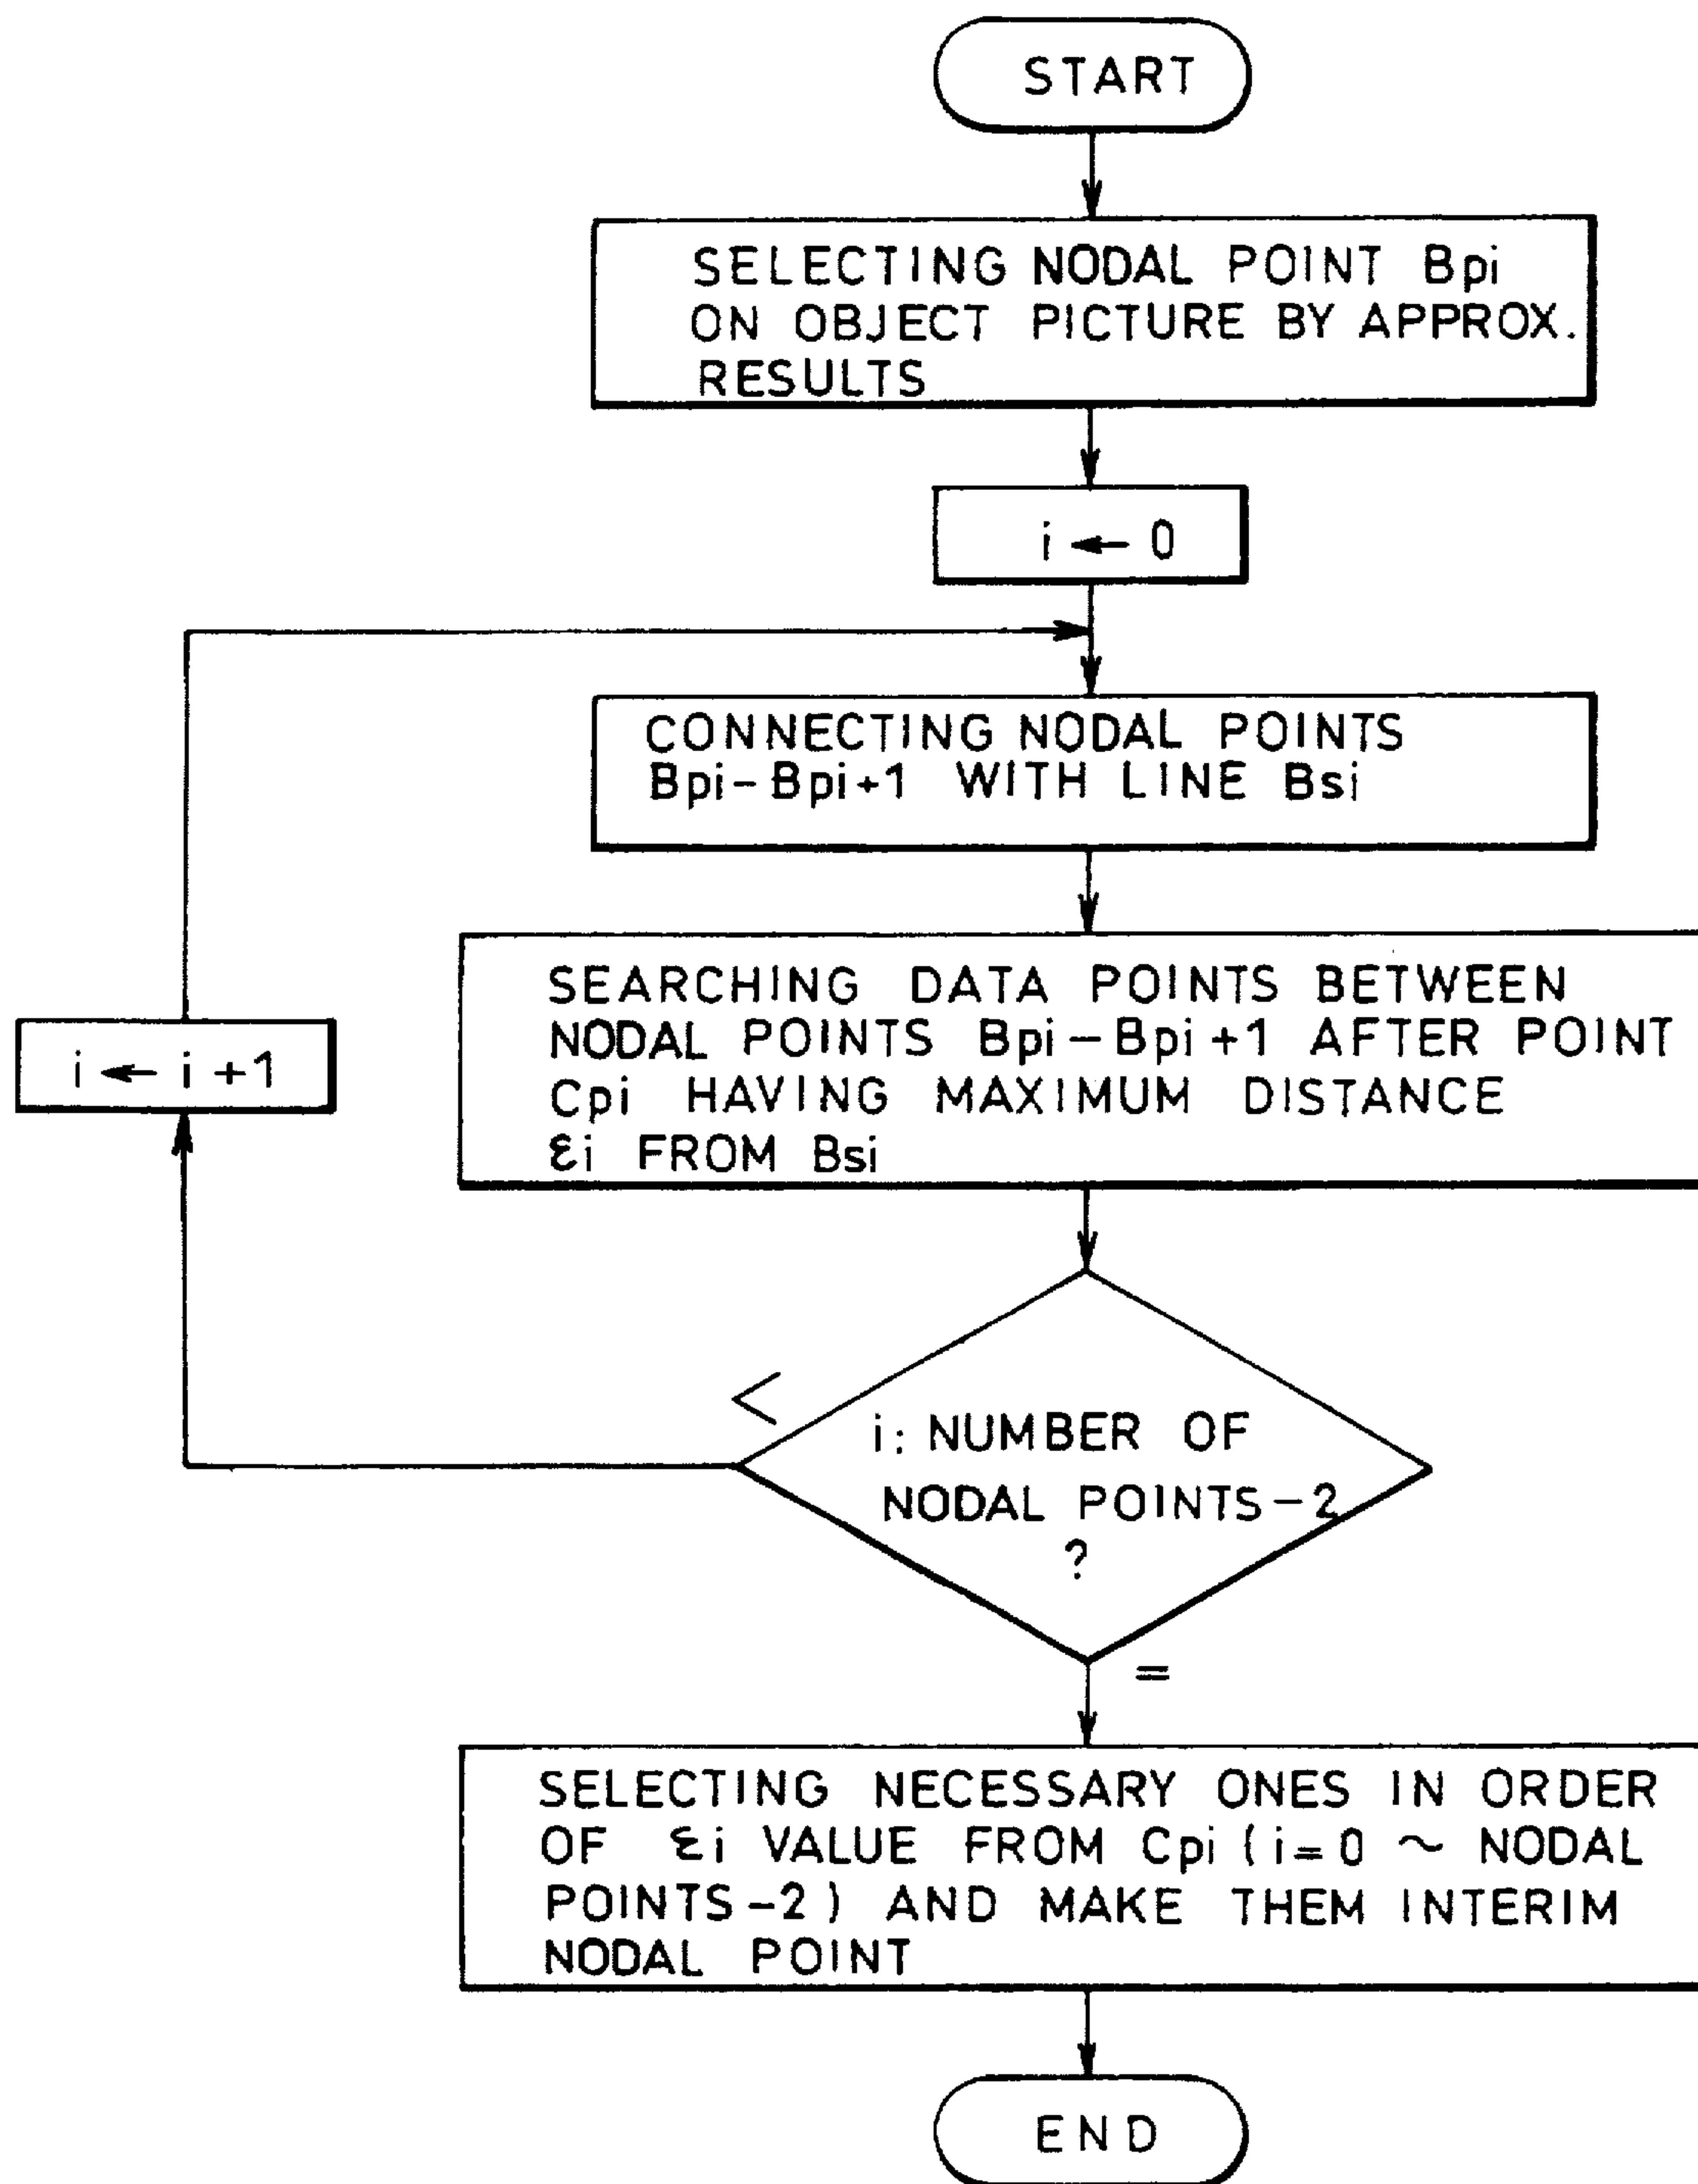 START
SELECTING NODAL POINT Bpi
ON OBJECT PICTURE BY APPROX.
RESULTS
i ← 0
CONNECTING NODAL POINTS
Bpi-Bpi+1 WITH LINE Bsi
SEARCHING DATA POINTS BETWEEN
NODAL POINTS Bpi-Bpi+1 AFTER POINT
Cpi HAVING MAXIMUM DISTANCE
εi FROM Bsi
i ← i+1
<
i: NUMBER OF
NODAL POINTS-2
?
=
SELECTING NECESSARY ONES IN ORDER
OF εi VALUE FROM Cpi (i=0 ~ NODAL
POINTS-2) AND MAKE THEM INTERIM
NODAL POINT
END